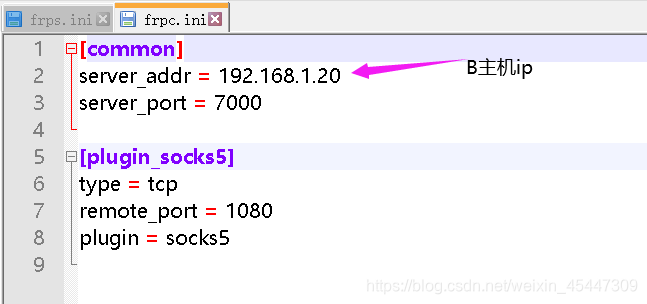 frps.ini frpc.ini
1 [common]
2 server_addr = 192.168.1.20 B主机ip
3 server_port = 7000
4
5 [plugin_socks5]
6 type = tcp
7 remote_port = 1080
8 plugin = socks5
9
https://blog.csdn.net/weixin_45447309